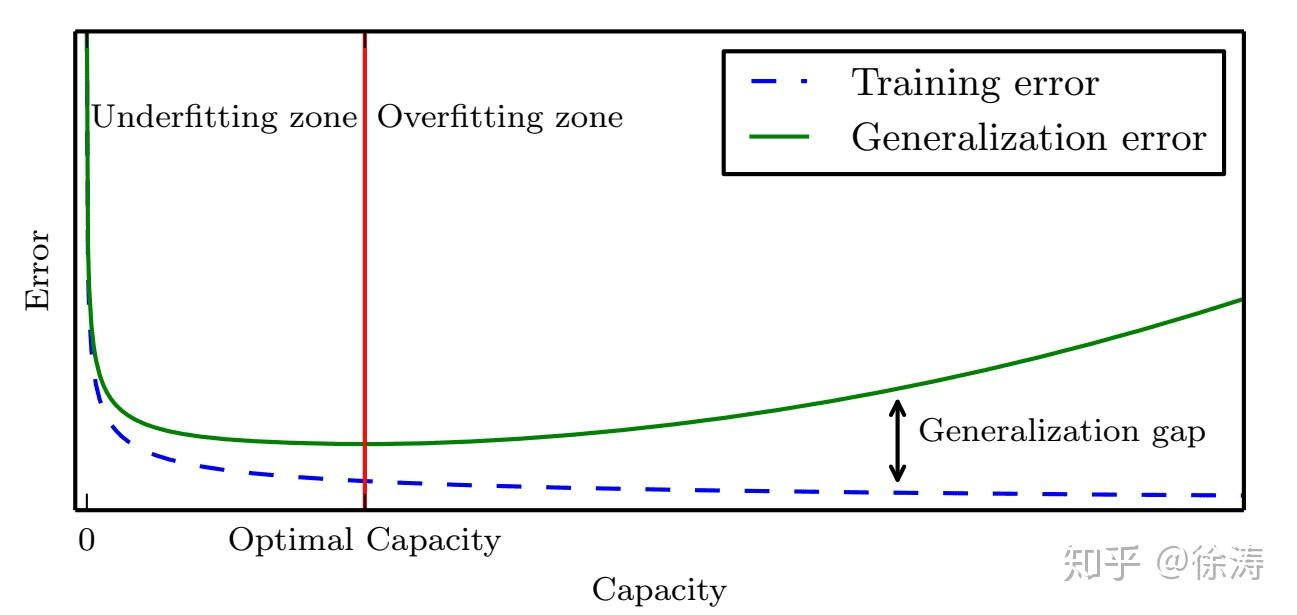 Training error
Generalization error
Underfitting zone
Overfitting zone
Error
Generalization gap
0
Optimal Capacity
Capacity
知乎 @徐涛